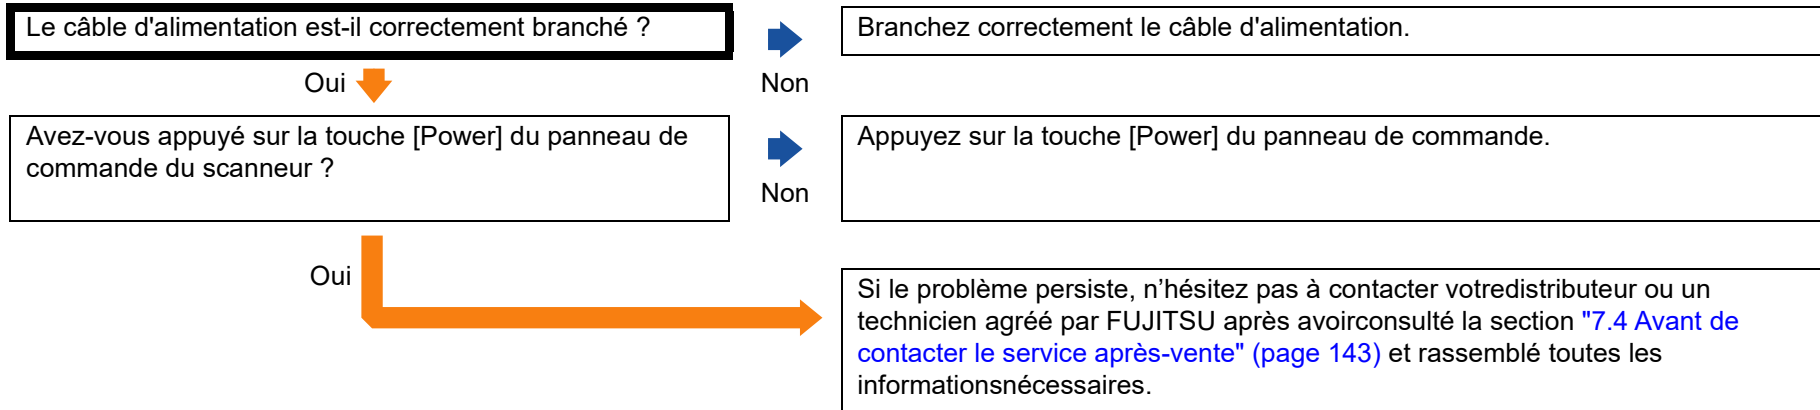 Le câble d'alimentation est-il correctement branché ?
Branchez correctement le câble d'alimentation.
Oui
Non
Avez-vous appuyé sur la touche [Power] du panneau de
commande du scanneur ?
Appuyez sur la touche [Power] du panneau de commande.
Non
Oui
Si le problème persiste, n’hésitez pas à contacter votredistributeur ou un
technicien agréé par FUJITSU après avoirconsulté la section "7.4 Avant de
contacter le service après-vente" (page 143) et rassemblé toutes les
informationsnécessaires.